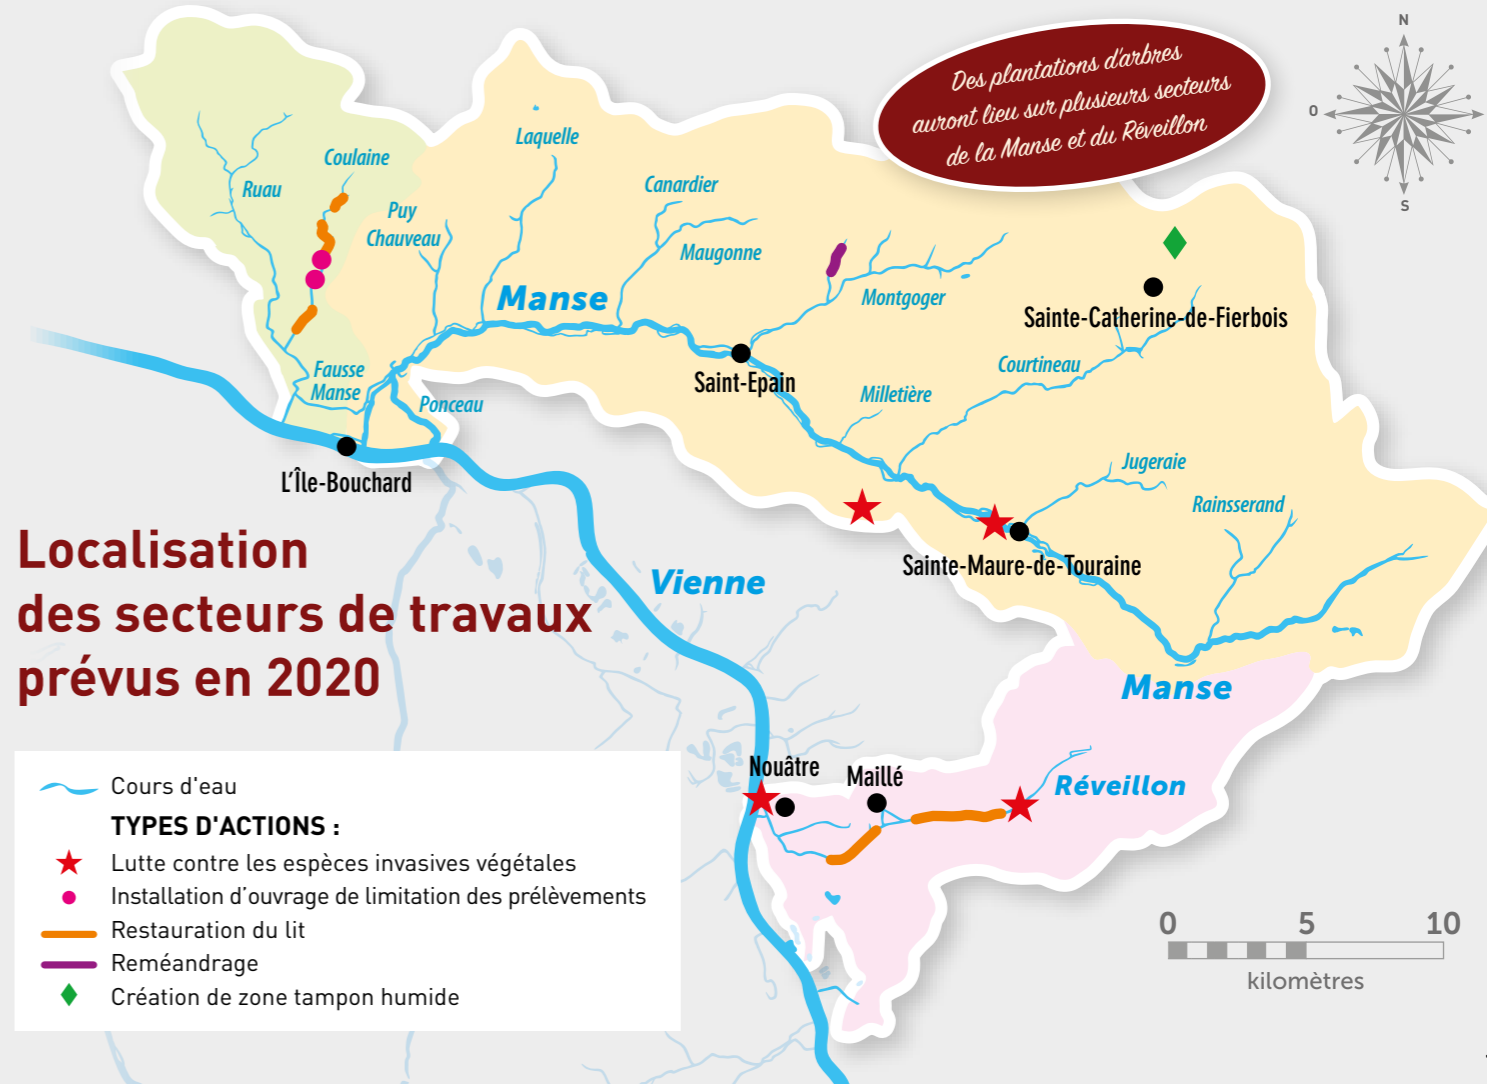 Des plantations d'arbres
auront lieu sur plusieurs secteurs
de la Manse et du Réveillon
N
O
S
Laquelle
Coulaine
Ruau
Canardier
Puy
Chauveau
Maugonne
Manse
Montgoger
Sainte-Catherine-de-Fierbois
Fausse
Manse
Saint-Epain
Courtineau
Milletière
Ponceau
L'Île-Bouchard
Jugeraie
Rainsserand
Sainte-Maure-de-Touraine
Localisation
des secteurs de travaux
prévus en 2020
Vienne
Manse
Nouâtre
Maillé
Réveillon
Cours d'eau
TYPES D'ACTIONS :
Lutte contre les espèces invasives végétales
Installation d'ouvrage de limitation des prélèvements
Restauration du lit
Reméandrage
Création de zone tampon humide
0 5 10
kilomètres